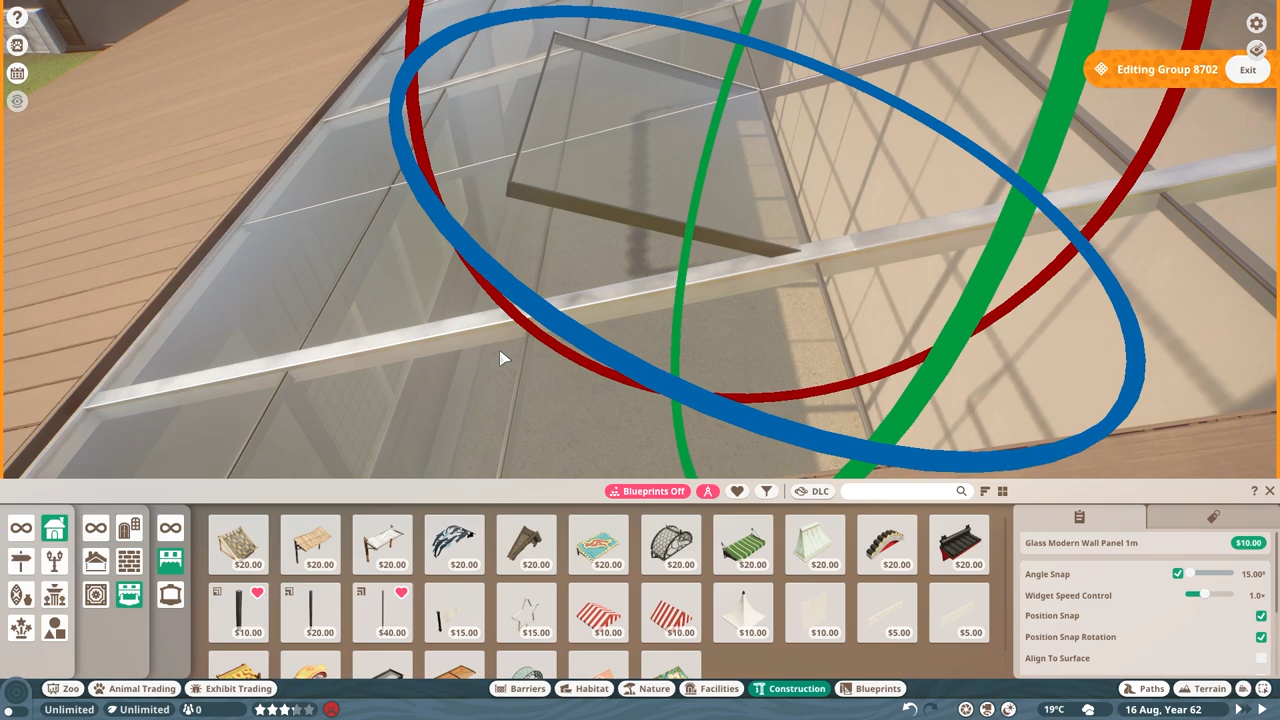 Editing Group 8702
Exit
Blueprints Off
DLC
$20.00 $20.00 $20.00 $20.00 $20.00 $20.00 $20.00 $20.00 $20.00 $20.00 $20.00
$10.00 $20.00 $40.00 $15.00 $15.00 $10.00 $10.00 $10.00 $10.00 $5.00 $5.00
Glass Modern Wall Panel 1m $10.00
Angle Snap 15.00°
Widget Speed Control 1.0×
Position Snap
Position Snap Rotation
Align To Surface
Zoo Animal Trading Exhibit Trading Barriers Habitat Nature Facilities Construction Blueprints Paths Terrain
Unlimited Unlimited 0 19°C 16 Aug, Year 62